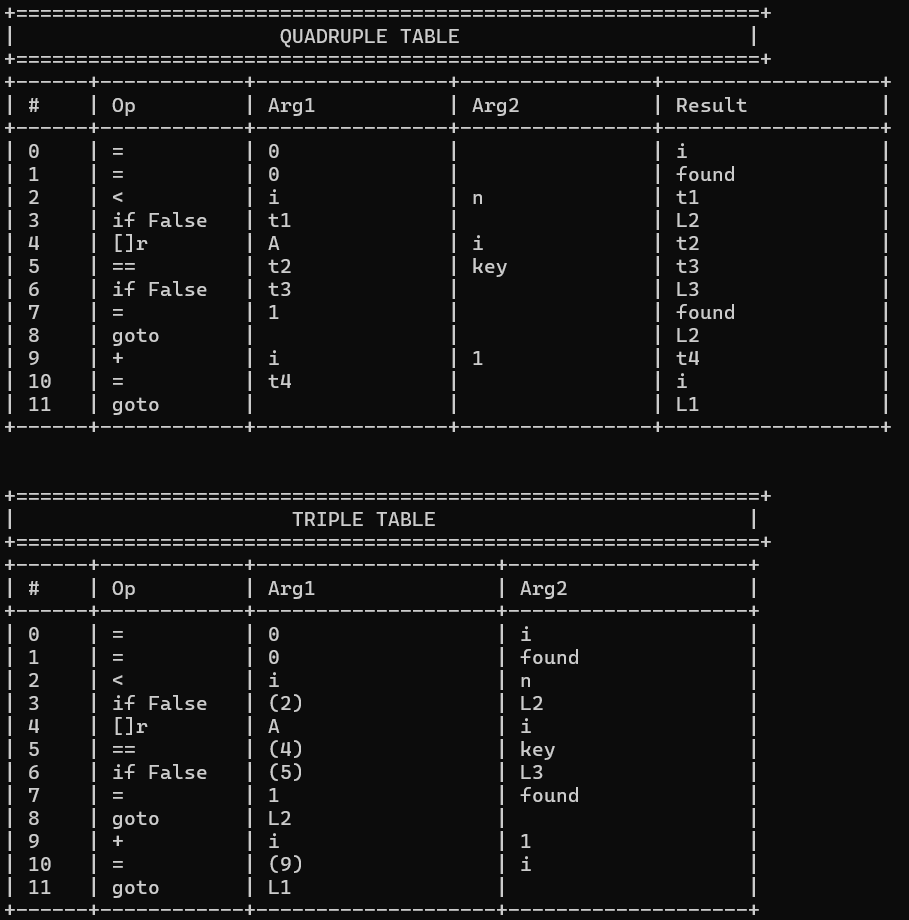 QUADRUPLE TABLE
# Op Arg1 Arg2 Result
0 = 0 i
1 = 0 found
2 < i n t1
3 if False t1 L2
4 []r A i t2
5 == t2 key t3
6 if False t3 L3
7 = 1 found
8 goto L2
9 + i 1 t4
10 = t4 i
11 goto L1
TRIPLE TABLE
# Op Arg1 Arg2
0 = 0 i
1 = 0 found
2 < i n
3 if False (2) L2
4 []r A i
5 == (4) key
6 if False (5) L3
7 = 1 found
8 goto L2
9 + i 1
10 = (9) i
11 goto L1